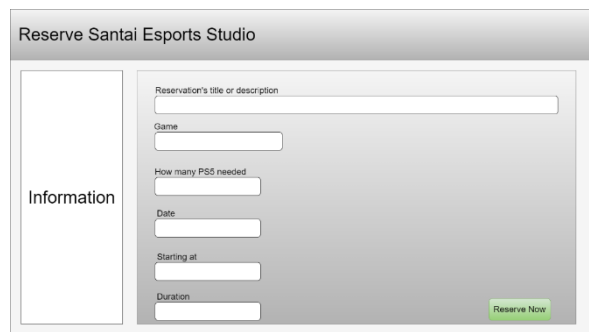 Reserve Santai Esports Studio
Information
Reservation's title or description
Game
How many PS5 needed
Date
Starting at
Duration
Reserve Now